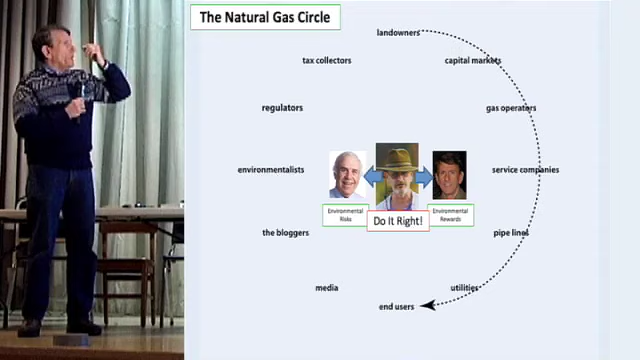 The Natural Gas Circle
landowners
tax collectors
capital markets
regulators
gas operators
environmentalists
service companies
Environmental
Risks
Do It Right!
Environmental
Rewards
the bloggers
pipe lines
media
utilities
end users